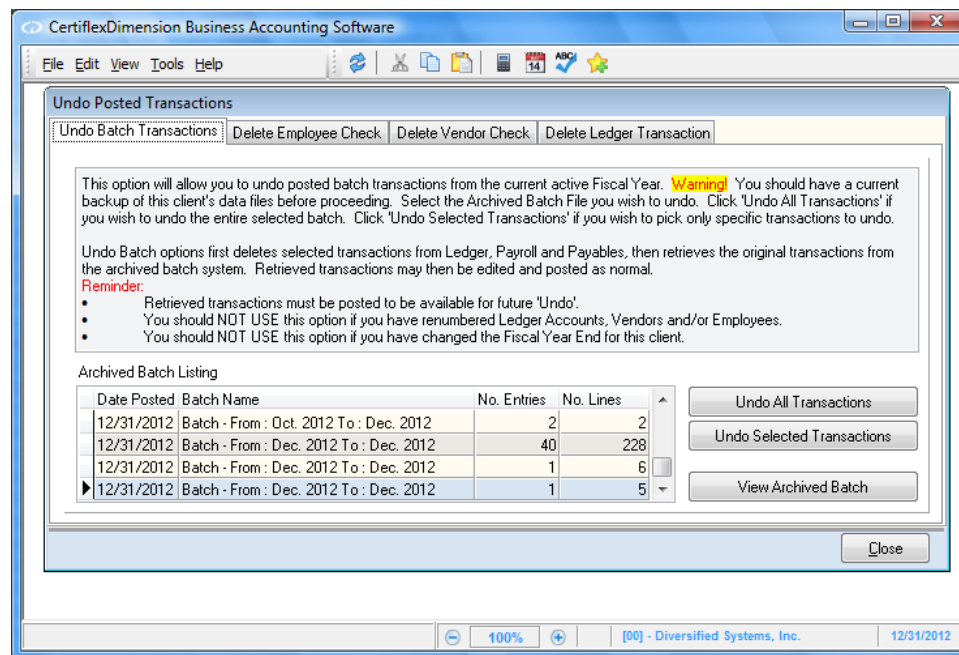 CertiflexDimension Business Accounting Software
File Edit View Tools Help
14
ABC
Undo Posted Transactions
Undo Batch Transactions Delete Employee Check Delete Vendor Check Delete Ledger Transaction
This option will allow you to undo posted batch transactions from the current active Fiscal Year. Warning! You should have a current
backup of this client's data files before proceeding. Select the Archived Batch File you wish to undo. Click 'Undo All Transactions' if
you wish to undo the entire selected batch. Click 'Undo Selected Transactions' if you wish to pick only specific transactions to undo.
Undo Batch options first deletes selected transactions from Ledger, Payroll and Payables, then retrieves the original transactions from
the archived batch system. Retrieved transactions may then be edited and posted as normal.
Reminder:
• Retrieved transactions must be posted to be available for future 'Undo'.
• You should NOT USE this option if you have renumbered Ledger Accounts, Vendors and/or Employees.
• You should NOT USE this option if you have changed the Fiscal Year End for this client.
Archived Batch Listing
Date Posted Batch Name No. Entries No. Lines
12/31/2012 Batch - From : Oct. 2012 To : Dec. 2012 2 2
12/31/2012 Batch - From : Dec. 2012 To : Dec. 2012 40 228
12/31/2012 Batch - From : Dec. 2012 To : Dec. 2012 1 6
12/31/2012 Batch - From : Dec. 2012 To : Dec. 2012 1 5
Undo All Transactions
Undo Selected Transactions
View Archived Batch
Close
100% [00] - Diversified Systems, Inc. 12/31/2012